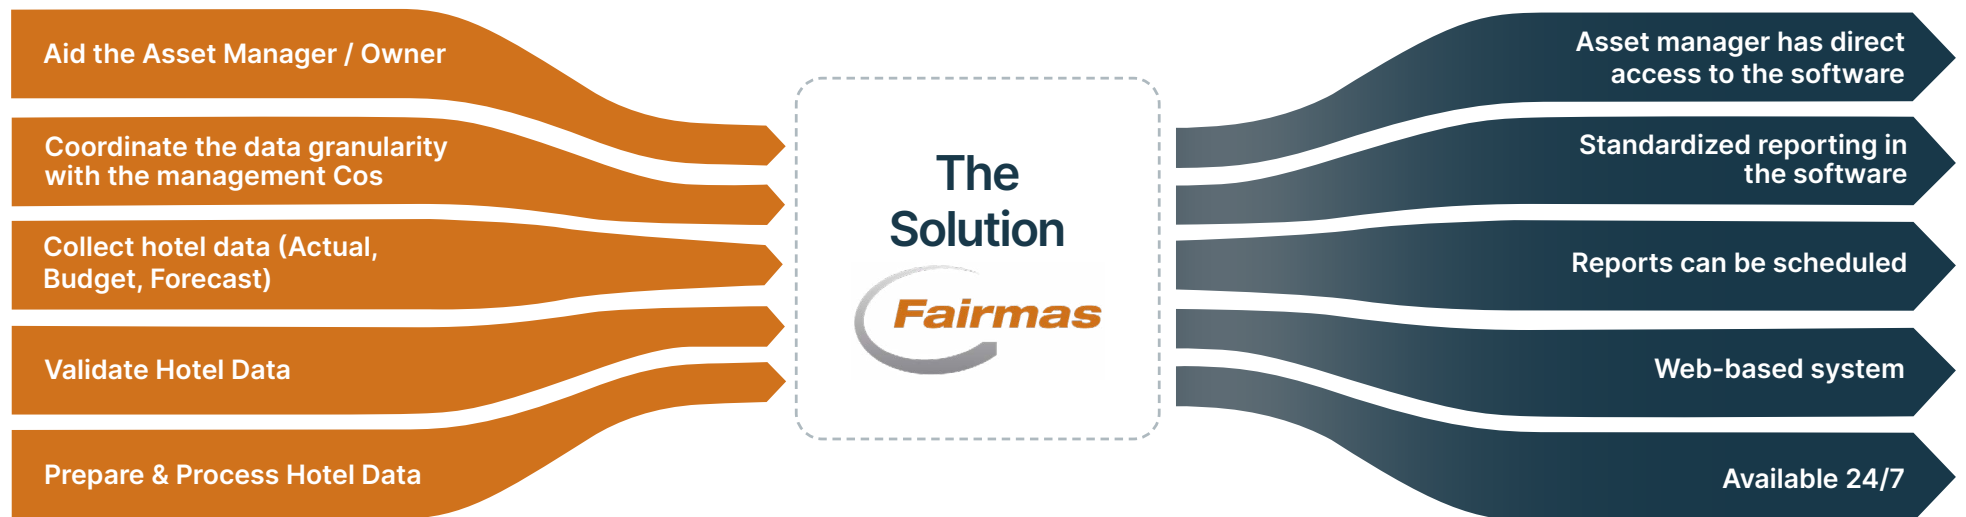 Aid the Asset Manager / Owner
Coordinate the data granularity
with the management Cos
Collect hotel data (Actual,
Budget, Forecast)
Validate Hotel Data
Prepare & Process Hotel Data
The
Solution
Fairmas
Asset manager has direct
access to the software
Standardized reporting in
the software
Reports can be scheduled
Web-based system
Available 24/7